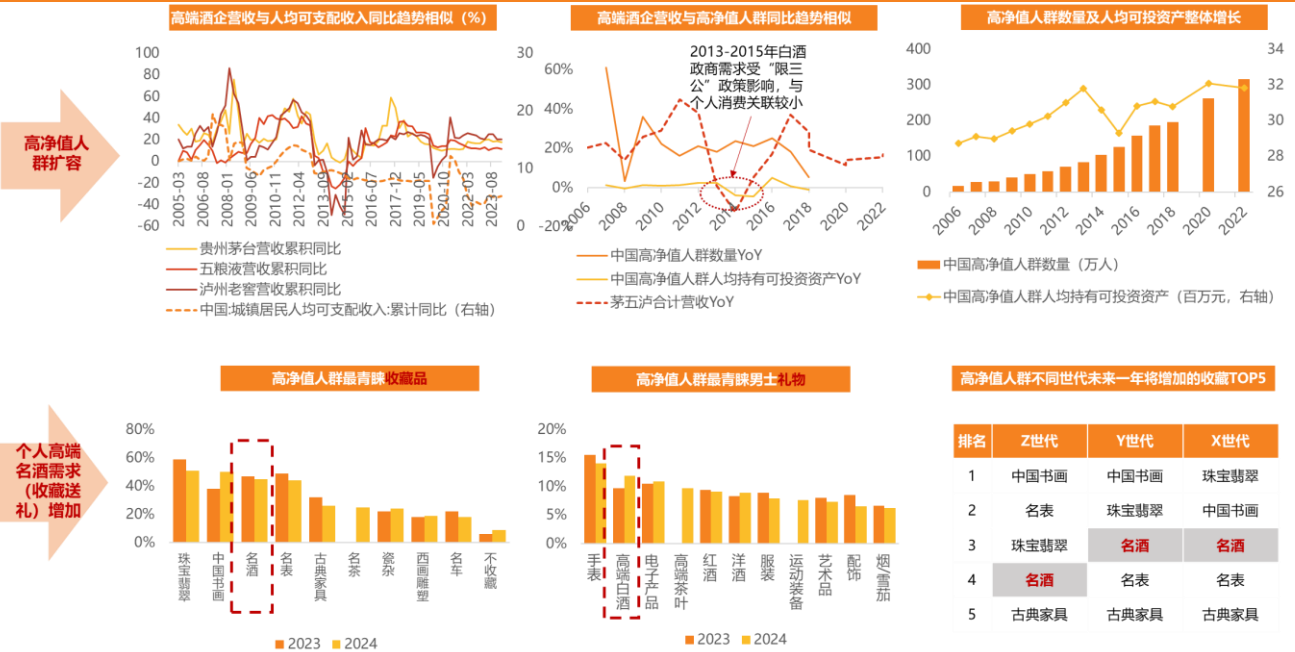 高净值人
群扩容
高端酒企营收与人均可支配收入同比趋势相似（%）
100
80
60
40
20
0
-20
-40
-60
30
20
10
0
2005-03
2006-08
2008-01
2009-06
2010-11
2012-04
2013-09
2015-02
2016-07
2017-12
2019-05
2020-10
2022-03
2023-08
贵州茅台营收累积同比
五粮液营收累积同比
泸州老窖营收累积同比
中国:城镇居民人均可支配收入:累计同比（右轴）
高端酒企营收与高净值人群同比趋势相似
2013-2015年白酒
政商需求受“限三
公”政策影响，与
个人消费关联较小
60%
40%
20%
0%
-20%
2006
2008
2010
2012
2014
2016
2018
2020
2022
中国高净值人群数量YoY
中国高净值人群人均持有可投资资产YoY
茅五泸合计营收YoY
高净值人群数量及人均可投资产整体增长
400
300
200
100
0
34
32
30
28
26
2006
2008
2010
2012
2014
2016
2018
2020
2022
中国高净值人群数量（万人）
中国高净值人群人均持有可投资资产（百万元，右轴）
个人高端
名酒需求
（收藏送
礼）增加
高净值人群最青睐收藏品
80%
60%
40%
20%
0%
珠宝翡翠
中国书画
名酒
名表
古典家具
名茶
瓷杂
西画雕塑
名车
不收藏
2023
2024
高净值人群最青睐男士礼物
20%
15%
10%
5%
0%
手表
高端白酒
电子产品
高端茶叶
红酒
洋酒
服装
运动装备
艺术品
配饰
烟/雪茄
2023
2024
高净值人群不同世代未来一年将增加的收藏TOP5
排名 Z世代 Y世代 X世代
1 中国书画 中国书画 珠宝翡翠
2 名表 珠宝翡翠 中国书画
3 珠宝翡翠 名酒 名酒
4 名酒 名表 名表
5 古典家具 古典家具 古典家具